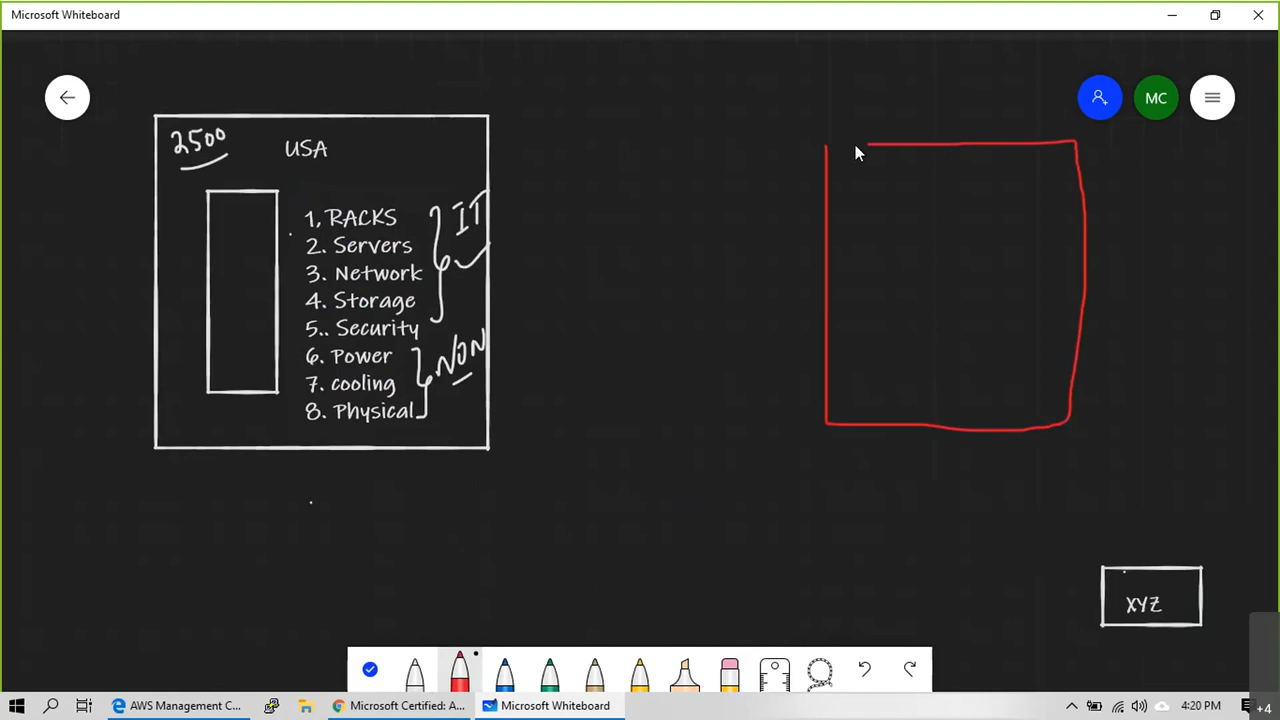 Microsoft Whiteboard
MC
2500
USA
1, RACKS
2. Servers
3. Network
4. Storage
5.. Security
6. Power
7. cooling
8. Physical
IT
NON
XYZ
AWS Management C...
Microsoft Certified: A...
Microsoft Whiteboard
4:20 PM
+4